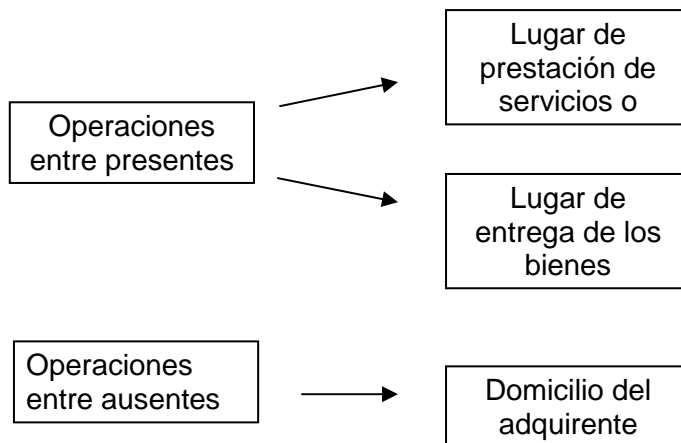 Lugar de
prestación de
servicios o
Operaciones
entre presentes
Lugar de
entrega de los
bienes
Operaciones
entre ausentes
Domicilio del
adquirente